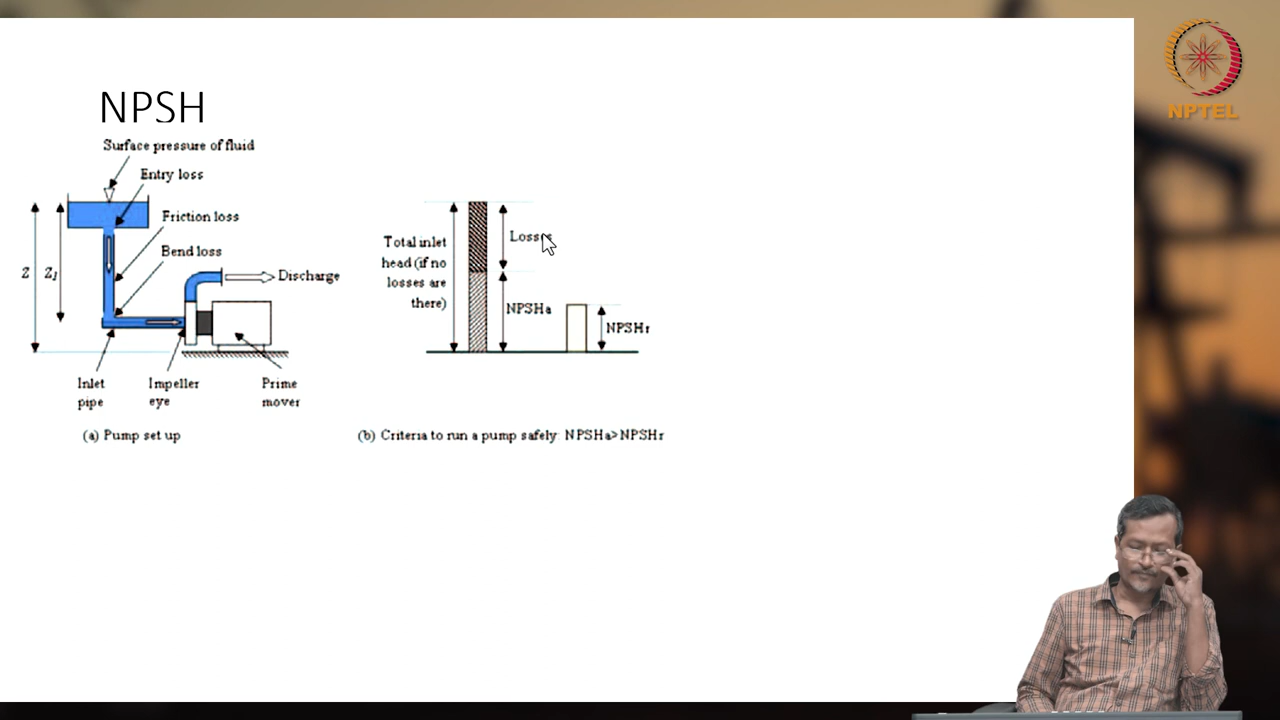 NPSH
Surface pressure of fluid
Entry loss
Friction loss
Bend loss
Z
Z1
Discharge
Inlet
pipe
Impeller
eye
Prime
mover
(a) Pump set up
Total inlet
head (if no
losses are
there)
Losses
NPSHa
NPSHr
(b) Criteria to run a pump safely: NPSHa>NPSHr
NPTEL